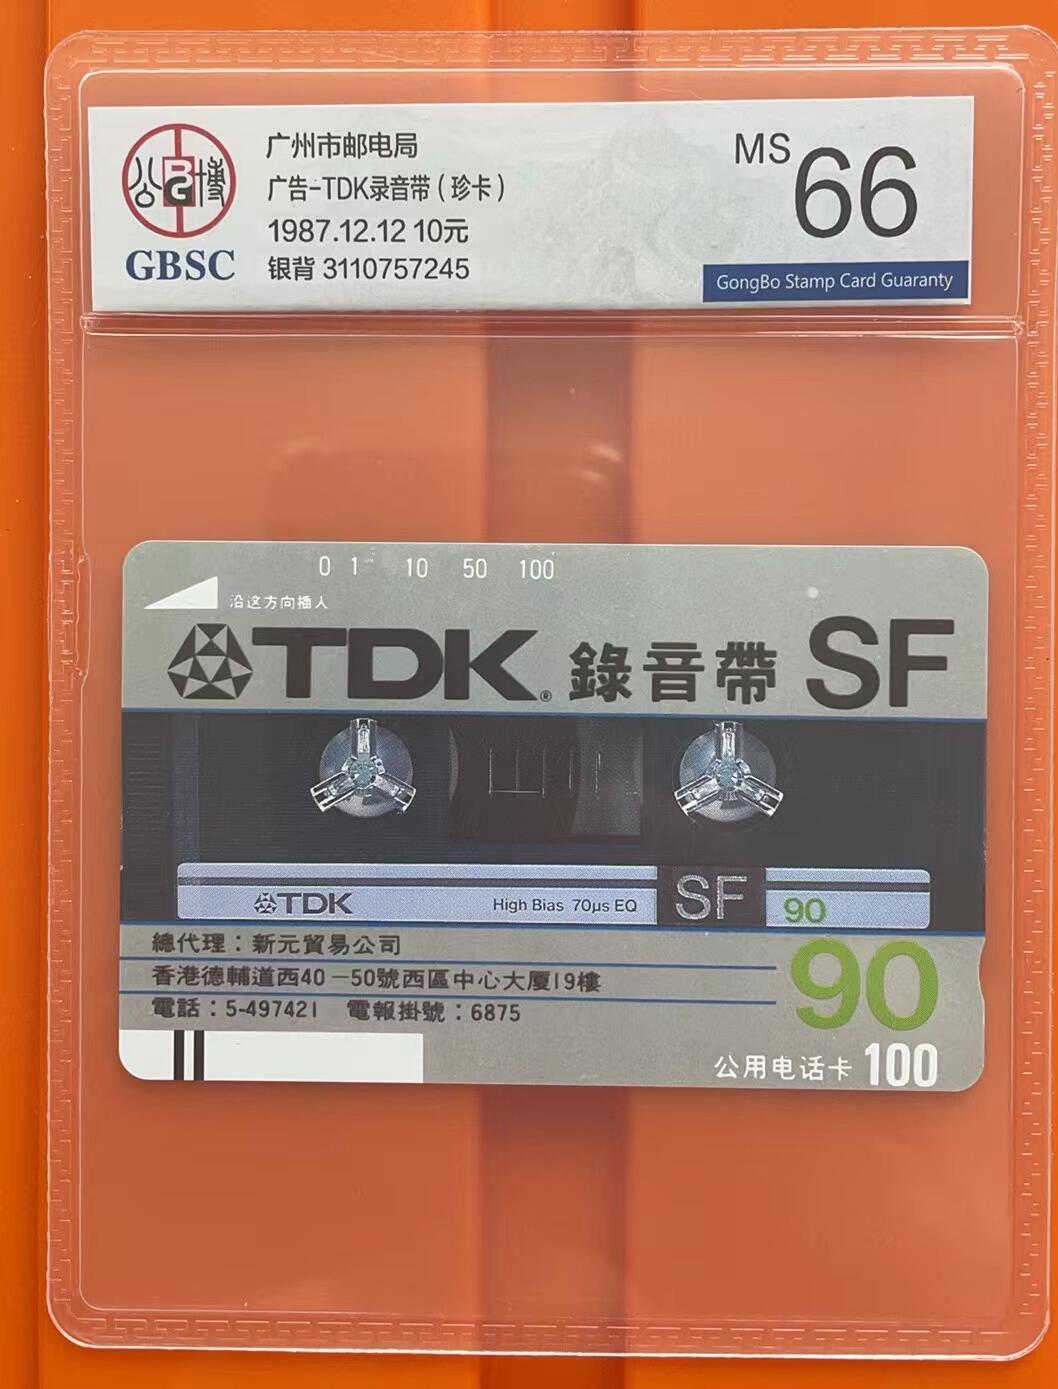 广州市邮电局
MS 66
广告-TDK录音带（珍卡）
1987.12.12 10元
银背 3110757245
公 BG 博
GBSC
GongBo Stamp Card Guaranty
0 1 10 50 100
沿这方向插入
TDK® 錄音帶 SF
TDK High Bias 70μs EQ SF 90
總代理：新元貿易公司
香港德輔道西40－50號西區中心大厦19樓
電話：5-497421 電報掛號：6875
90
公用电话卡 100